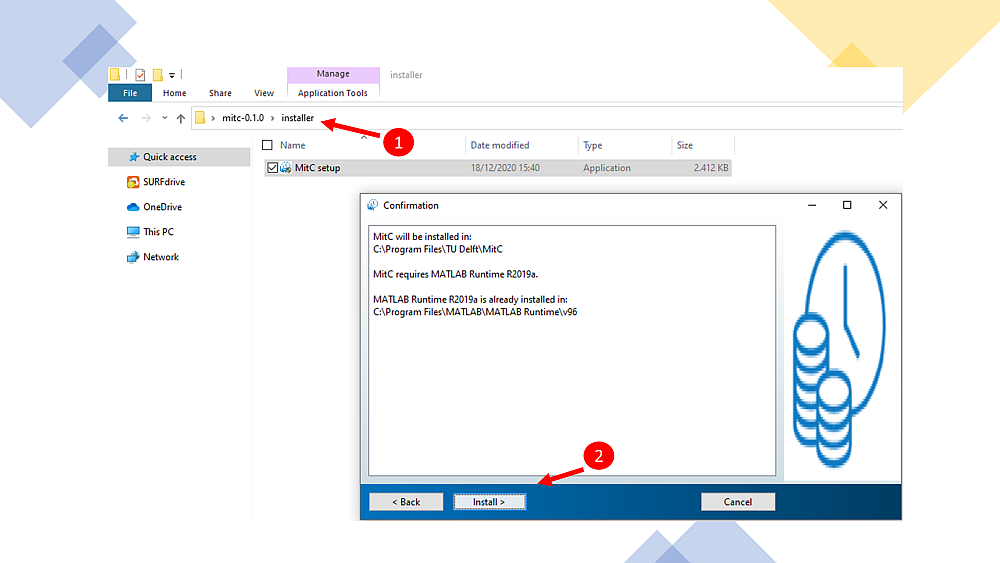 Manage
installer
File
Home
Share
View
Application Tools
mitc-0.1.0 > installer
1
Name
Date modified
Type
Size
Quick access
MitC setup
18/12/2020 15:40
Application
2.412 KB
SURFdrive
OneDrive
This PC
Network
Confirmation
MitC will be installed in:
C:\Program Files\TU Delft\MitC
MitC requires MATLAB Runtime R2019a.
MATLAB Runtime R2019a is already installed in:
C:\Program Files\MATLAB\MATLAB Runtime\v96
2
< Back
Install >
Cancel